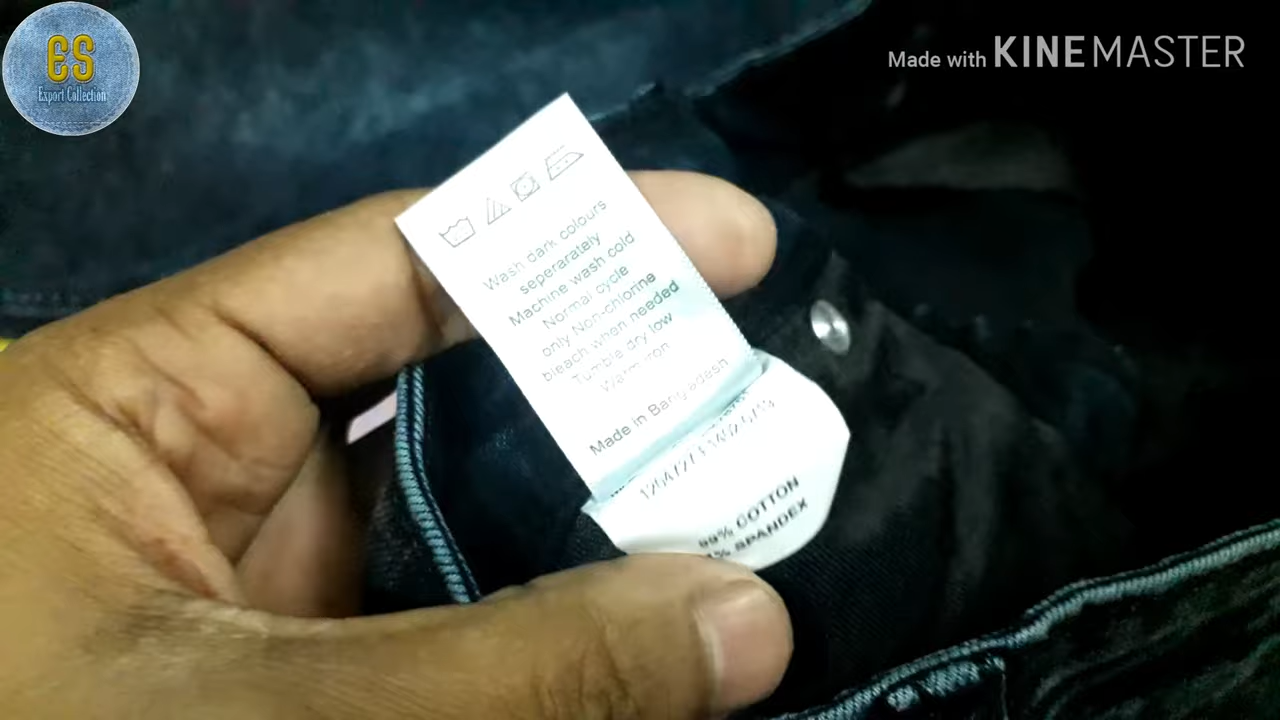 ES
Export Collection
Made with KINEMASTER
Wash dark colours
seperarately
Machine wash cold
Normal cycle
only Non-chlorine
bleach when needed
Tumble dry low
Warm iron
Made in Bangladesh
99% COTTON
1% SPANDEX